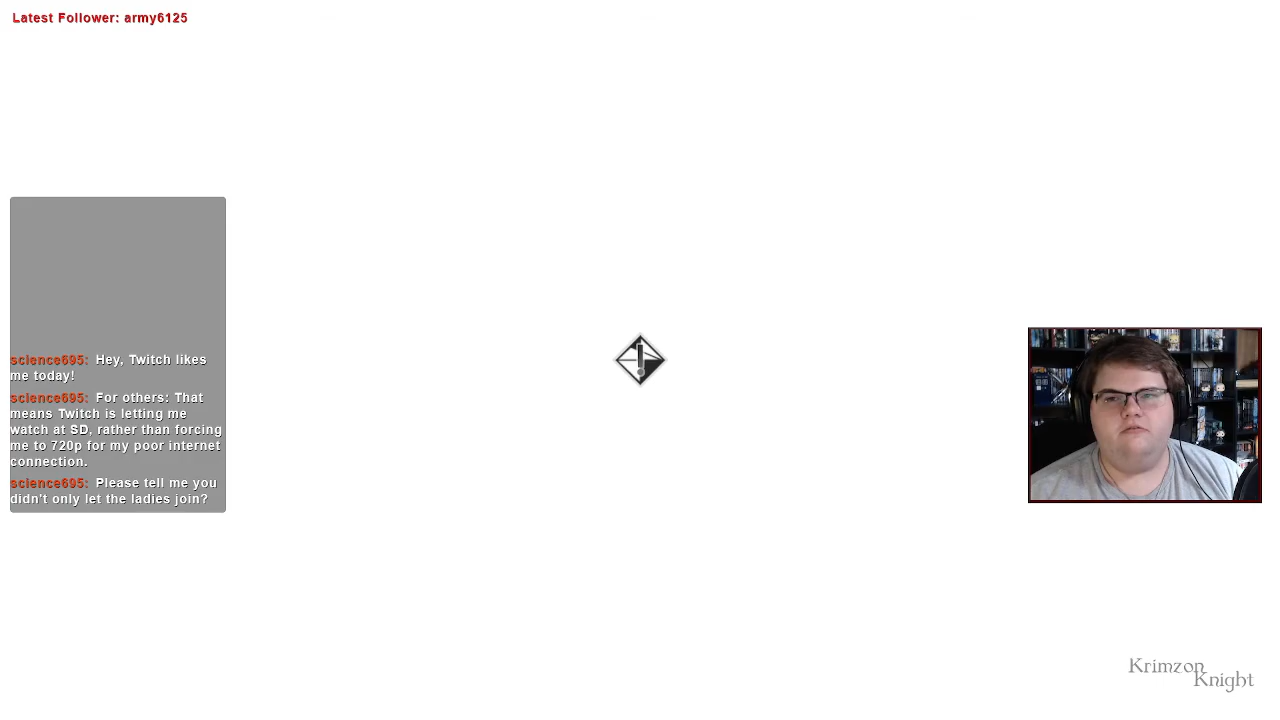 Latest Follower: army6125
science695: Hey, Twitch likes
me today!
science695: For others: That
means Twitch is letting me
watch at SD, rather than forcing
me to 720p for my poor internet
connection.
science695: Please tell me you
didn't only let the ladies join?
Krimzon
Knight